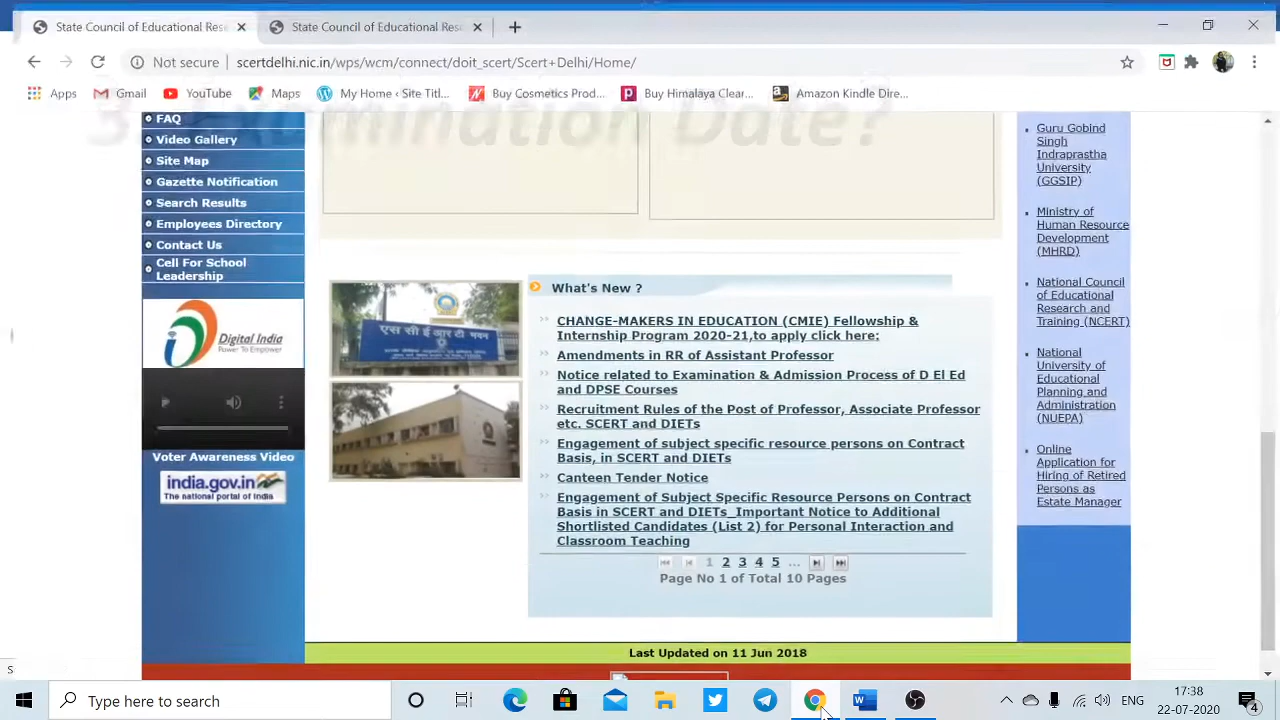 State Council of Educational Rese
State Council of Educational Rese
Not secure
scertdelhi.nic.in/wps/wcm/connect/doit_scert/Scert+Delhi/Home/
Apps
Gmail
YouTube
Maps
My Home ‹ Site Titl...
Buy Cosmetics Prod...
Buy Himalaya Clear...
Amazon Kindle Dire...
FAQ
Video Gallery
Site Map
Gazette Notification
Search Results
Employees Directory
Contact Us
Cell For School
Leadership
Digital India
Power To Empower
Voter Awareness Video
india.gov.in
The national portal of India
एस सी ई आर टी भवन
What's New ?
CHANGE-MAKERS IN EDUCATION (CMIE) Fellowship &
Internship Program 2020-21,to apply click here:
Amendments in RR of Assistant Professor
Notice related to Examination & Admission Process of D El Ed
and DPSE Courses
Recruitment Rules of the Post of Professor, Associate Professor
etc. SCERT and DIETs
Engagement of subject specific resource persons on Contract
Basis, in SCERT and DIETs
Canteen Tender Notice
Engagement of Subject Specific Resource Persons on Contract
Basis in SCERT and DIETs_Important Notice to Additional
Shortlisted Candidates (List 2) for Personal Interaction and
Classroom Teaching
1 2 3 4 5 ...
Page No 1 of Total 10 Pages
Guru Gobind
Singh
Indraprastha
University
(GGSIP)
Ministry of
Human Resource
Development
(MHRD)
National Council
of Educational
Research and
Training (NCERT)
National
University of
Educational
Planning and
Administration
(NUEPA)
Online
Application for
Hiring of Retired
Persons as
Estate Manager
Last Updated on 11 Jun 2018
Type here to search
ENG
17:38
22-07-2020
4